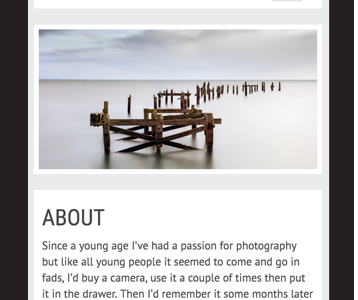 ABOUT
Since a young age I've had a passion for photography
but like all young people it seemed to come and go in
fads, I'd buy a camera, use it a couple of times then put
it in the drawer. Then I'd remember it some months later